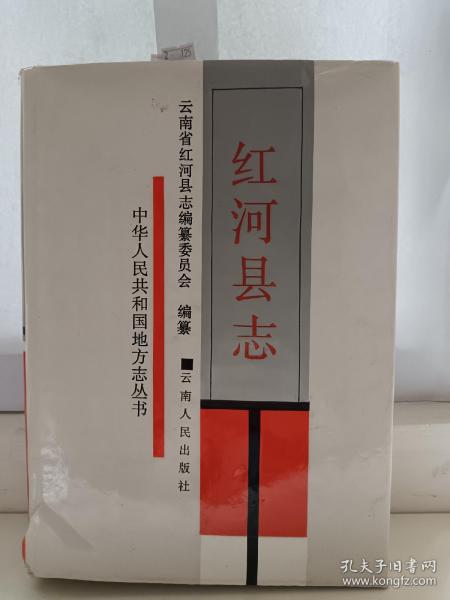 红河县志
云南省红河县志编纂委员会 编纂
云南人民出版社
中华人民共和国地方志丛书
孔夫子旧书网
www.kongfz.com